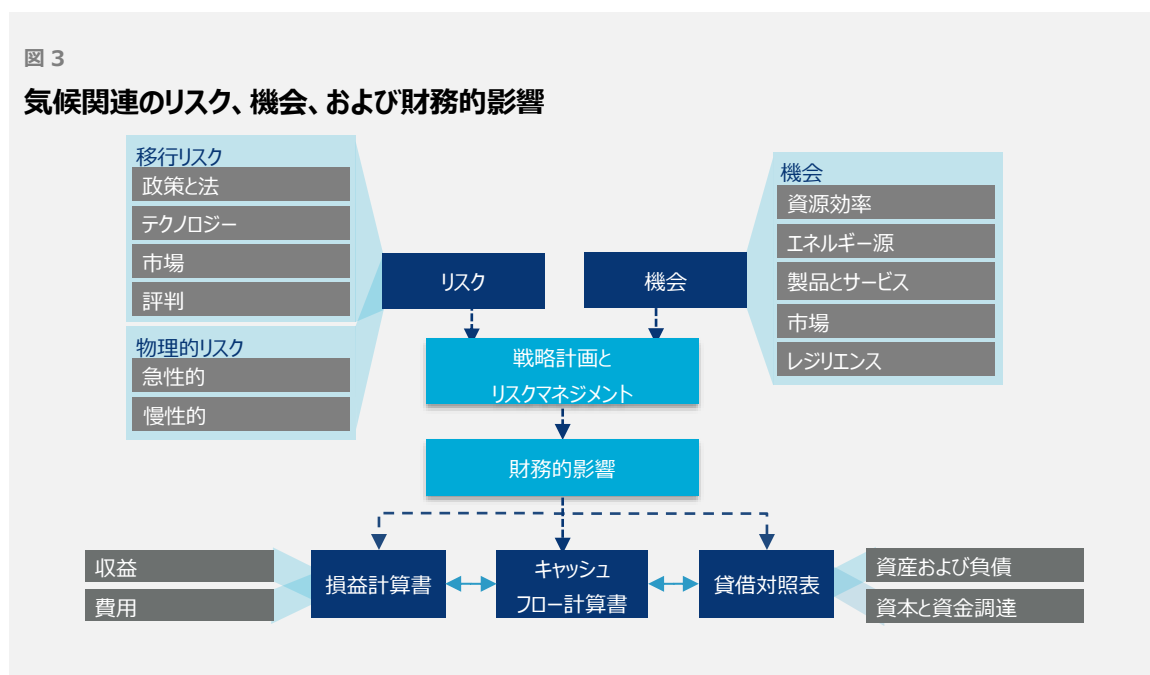 図 3
気候関連のリスク、機会、および財務的影響
移行リスク
政策と法
テクノロジー
市場
評判
物理的リスク
急性的
慢性的
リスク
機会
機会
資源効率
エネルギー源
製品とサービス
市場
レジリエンス
戦略計画と
リスクマネジメント
財務的影響
収益
費用
損益計算書
キャッシュ
フロー計算書
貸借対照表
資産および負債
資本と資金調達